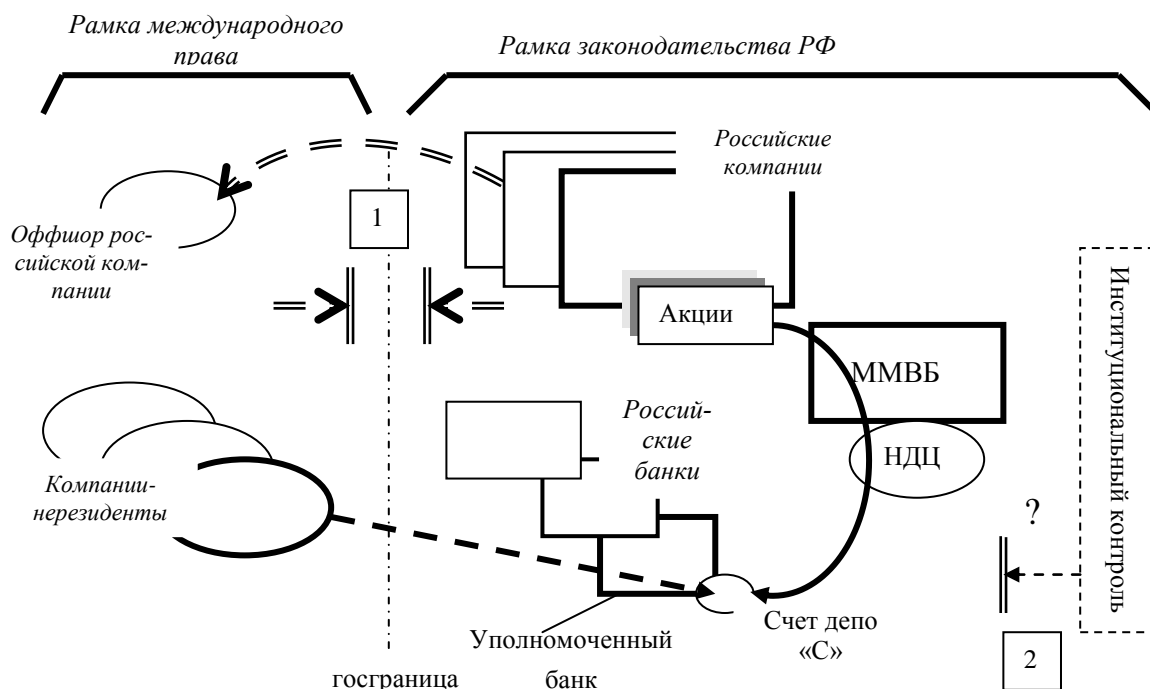 Рамка международного
права
Рамка законодательства РФ
Российские
компании
1
Оффшор рос-
сийской ком-
пании
Акции
ММВБ
НДЦ
Институциональный контроль
Россий-
ские
банки
Компании-
нерезиденты
?
Счет депо
«С»
Уполномоченный
банк
2
госграница